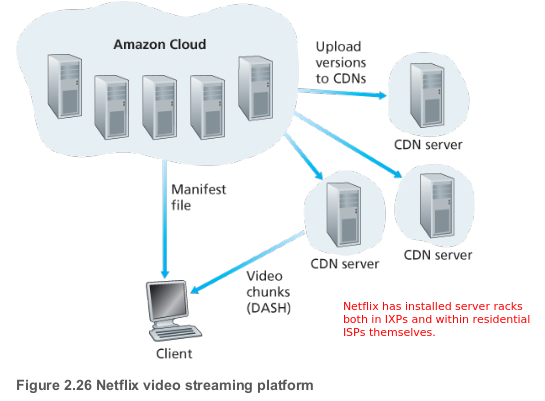 Amazon Cloud
Upload
versions
to CDNs
CDN server
Manifest
file
CDN server
CDN server
Video
chunks
(DASH)
Netflix has installed server racks
both in IXPs and within residential
ISPs themselves.
Client
Figure 2.26 Netflix video streaming platform